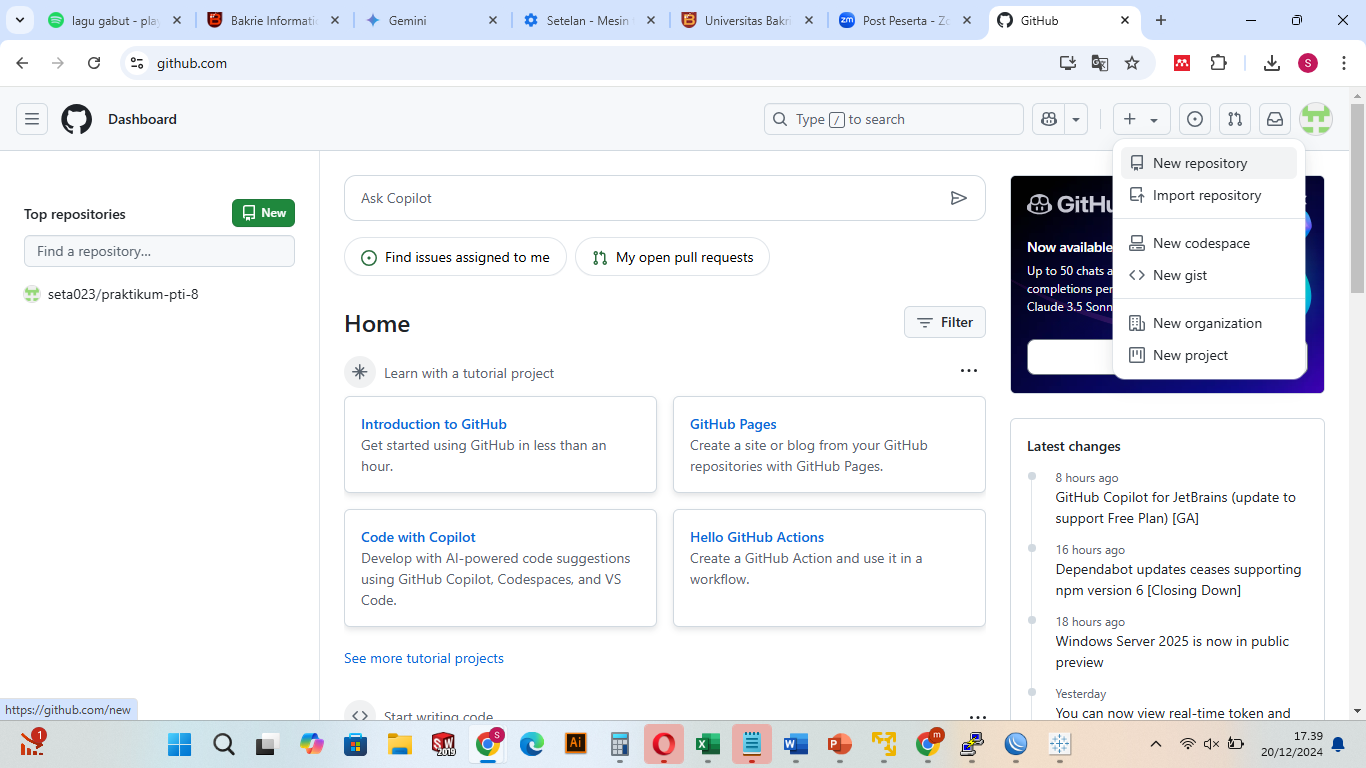 lagu gabut - pla
Bakrie Informati
Gemini
Setelan - Mesin
Universitas Bakri
Post Peserta - Zo
GitHub
github.com
S
Dashboard
Type / to search
New repository
Import repository
New codespace
New gist
New organization
New project
Top repositories
New
Find a repository...
seta023/praktikum-pti-8
Ask Copilot
Find issues assigned to me
My open pull requests
Home
Filter
Learn with a tutorial project
Introduction to GitHub
Get started using GitHub in less than an
hour.
GitHub Pages
Create a site or blog from your GitHub
repositories with GitHub Pages.
Code with Copilot
Develop with AI-powered code suggestions
using GitHub Copilot, Codespaces, and VS
Code.
Hello GitHub Actions
Create a GitHub Action and use it in a
workflow.
See more tutorial projects
Start writing code
GitHu
Now available
Up to 50 chats a
completions per
Claude 3.5 Sonn
Latest changes
8 hours ago
GitHub Copilot for JetBrains (update to
support Free Plan) [GA]
16 hours ago
Dependabot updates ceases supporting
npm version 6 [Closing Down]
18 hours ago
Windows Server 2025 is now in public
preview
Yesterday
You can now view real-time token and
https://github.com/new
1
SW
2019
S
Ai
m
17.39
20/12/2024